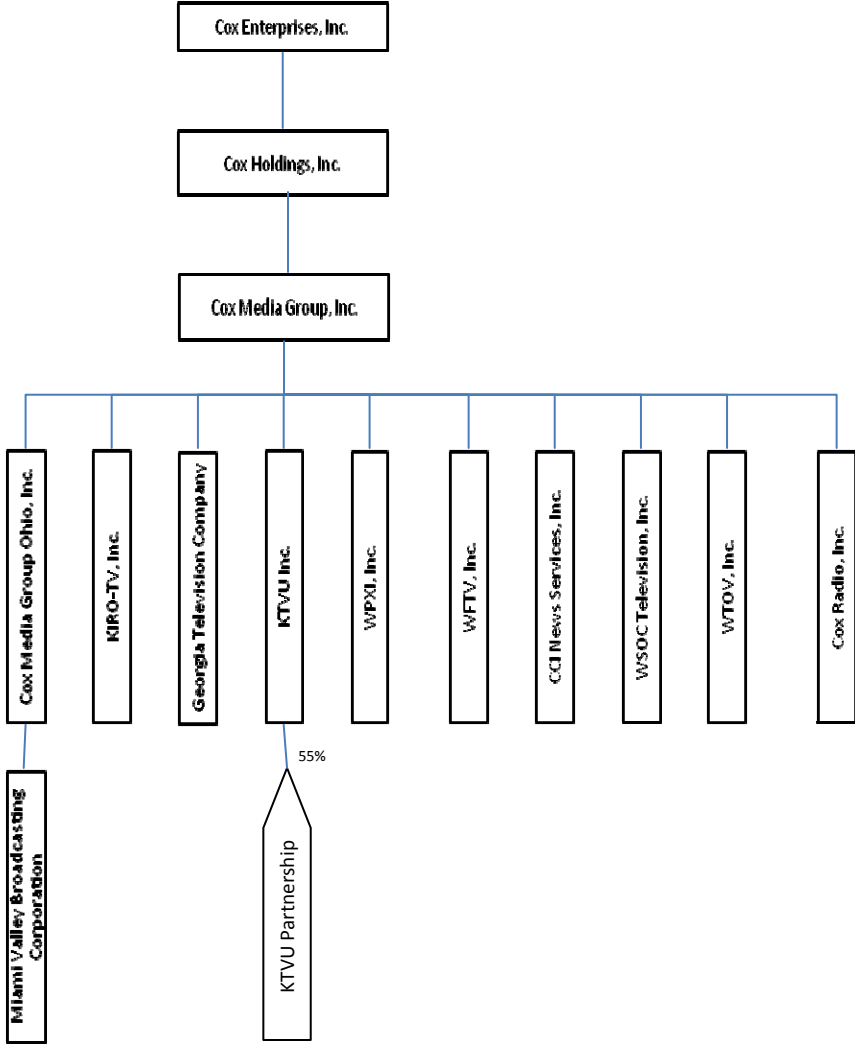 Cox Enterprises, Inc.
Cox Holdings, Inc.
Cox Media Group, Inc.
Cox Media Group Ohio, Inc.
KIRO-TV, Inc.
Georgia Television Company
KTVU Inc.
WPXI, Inc.
WFTV, Inc.
CCI News Services, Inc.
WSOC Television, Inc.
WTOV, Inc.
Cox Radio, Inc.
55%
Miami Valley Broadcasting
Corporation
KTVU Partnership